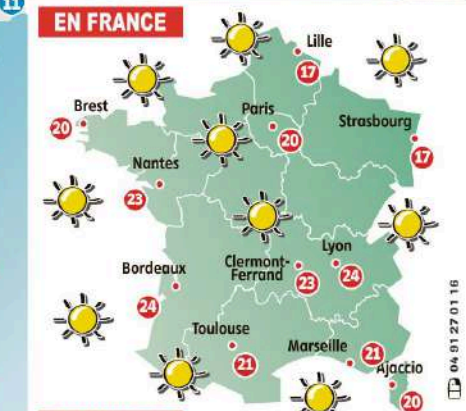 11
EN FRANCE
Lille
17
Brest
20
Paris
20
Strasbourg
17
Nantes
23
Clermont-
Ferrand
23
Lyon
24
Bordeaux
24
Toulouse
21
Marseille
21
Ajaccio
20
04 91 27 01 16